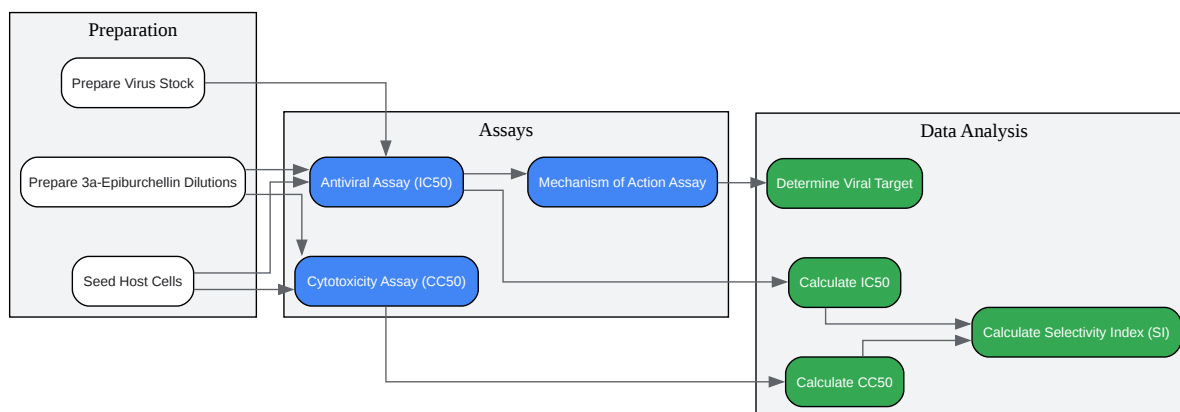 Preparation
Prepare Virus Stock
Prepare 3a-Epiburchellin Dilutions
Seed Host Cells
Assays
Antiviral Assay (IC50)
Mechanism of Action Assay
Cytotoxicity Assay (CC50)
Data Analysis
Determine Viral Target
Calculate IC50
Calculate Selectivity Index (SI)
Calculate CC50